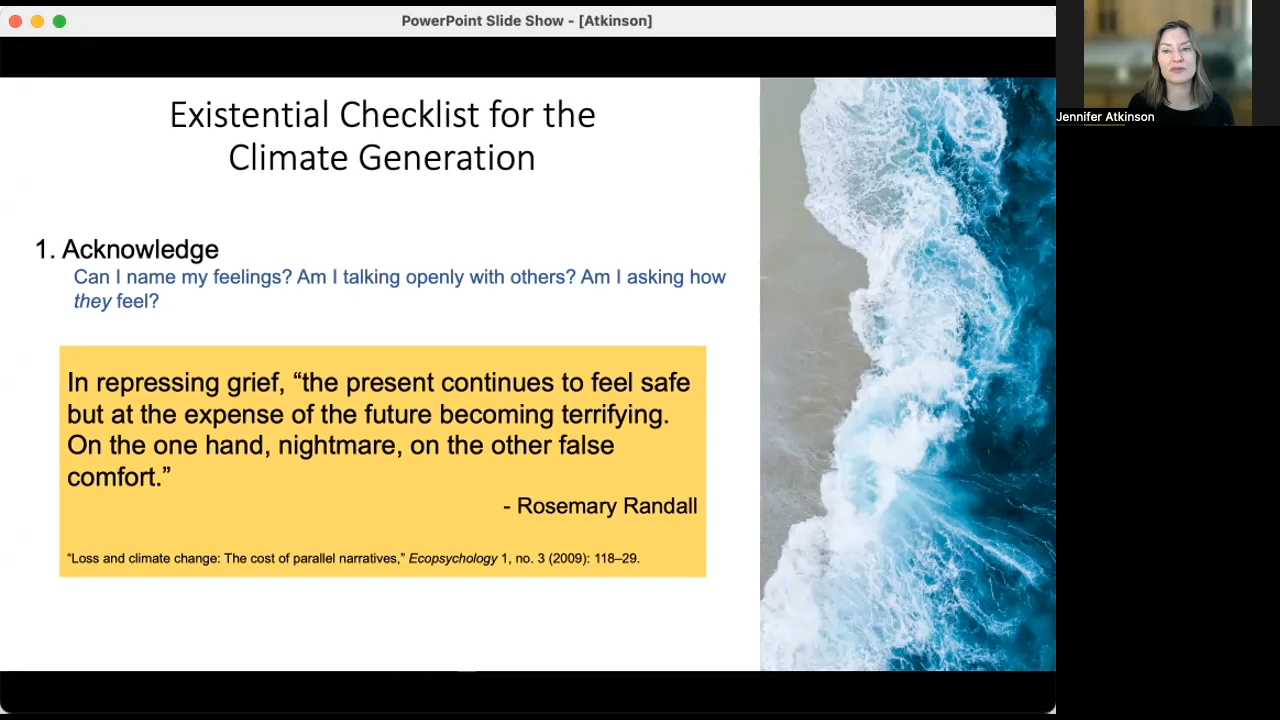 PowerPoint Slide Show - [Atkinson]
Jennifer Atkinson
Existential Checklist for the
Climate Generation
1. Acknowledge
Can I name my feelings? Am I talking openly with others? Am I asking how
they feel?
In repressing grief, “the present continues to feel safe
but at the expense of the future becoming terrifying.
On the one hand, nightmare, on the other false
comfort.”
- Rosemary Randall
“Loss and climate change: The cost of parallel narratives,” Ecopsychology 1, no. 3 (2009): 118–29.